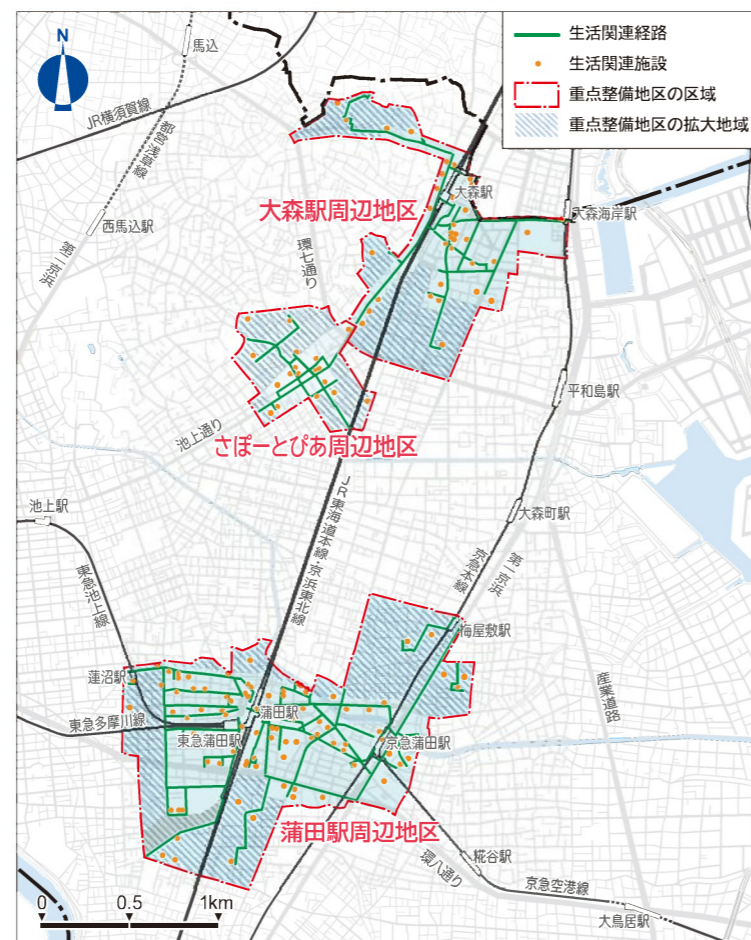 生活関連経路
生活関連施設
重点整備地区の区域
重点整備地区の拡大地域
N
馬込
JR横須賀線
都営浅草線
西馬込駅
第二京浜
環七通り
大森駅
大森駅周辺地区
大森海岸駅
平和島駅
池上通り
さぽーとぴあ周辺地区
池上駅
JR東海道本線・京浜東北線
大森町駅
京急本線
第一京浜
東急池上線
梅屋敷駅
蓮沼駅
産業道路
蒲田駅
東急多摩川線
東急蒲田駅
京急蒲田駅
蒲田駅周辺地区
糀谷駅
環八通り
京急空港線
大鳥居駅
0 0.5 1km